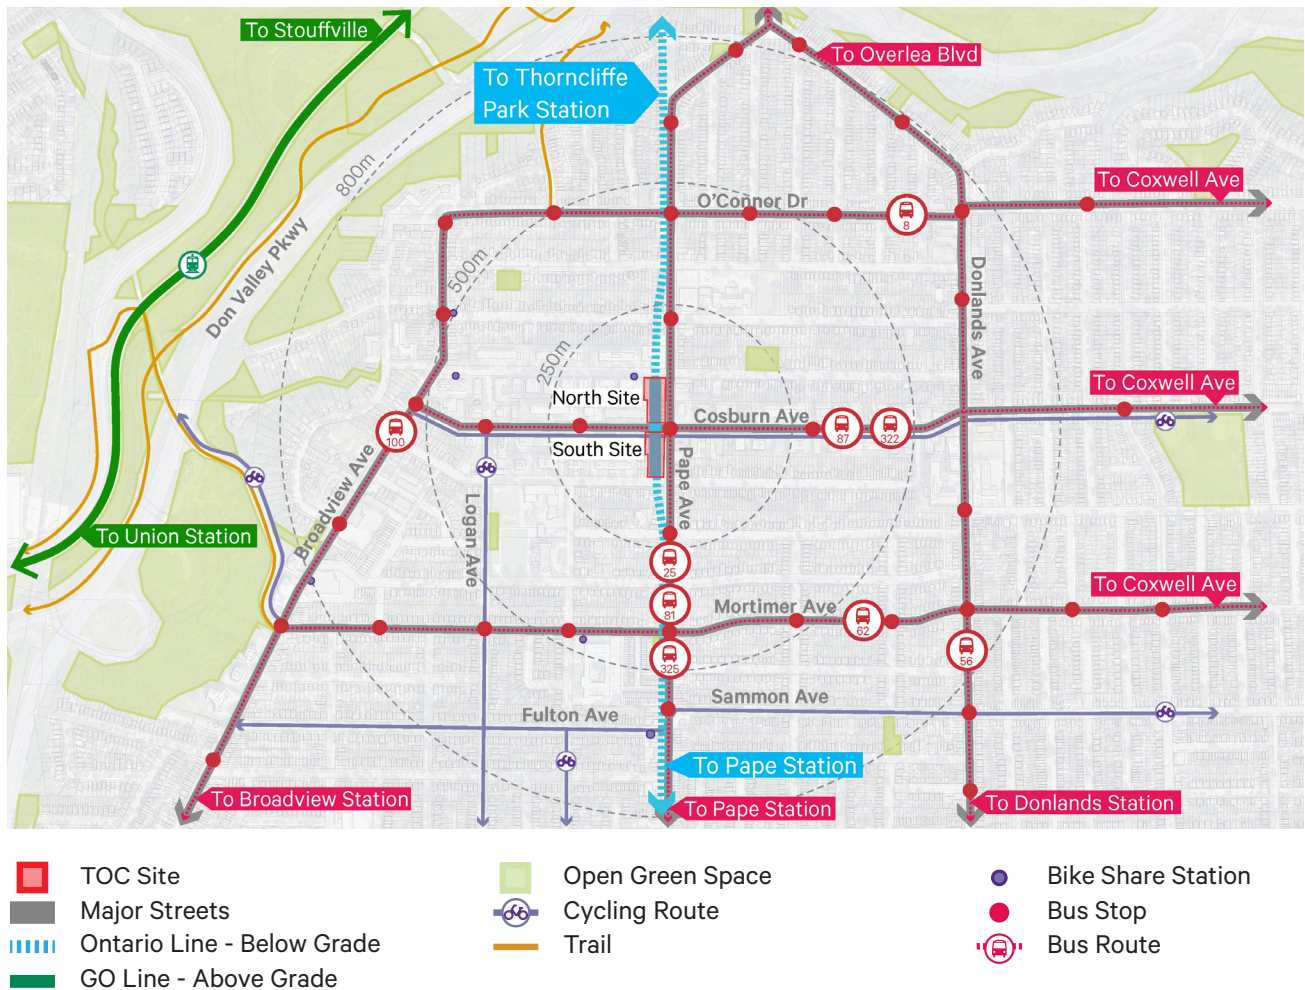 To Stouffville
To Thorncliffe
Park Station
To Overlea Blvd
800m
To Coxwell Ave
O'Connor Dr
8
Don Valley Pkwy
500m
Donlands Ave
250m
North Site
To Coxwell Ave
Cosburn Ave
87
322
100
South Site
Pape Ave
Broadview Ave
Logan Ave
To Union Station
25
To Coxwell Ave
81
Mortimer Ave
62
325
56
Sammon Ave
Fulton Ave
To Pape Station
To Broadview Station
To Pape Station
To Donlands Station
TOC Site
Major Streets
Ontario Line - Below Grade
GO Line - Above Grade
Open Green Space
Cycling Route
Trail
Bike Share Station
Bus Stop
Bus Route